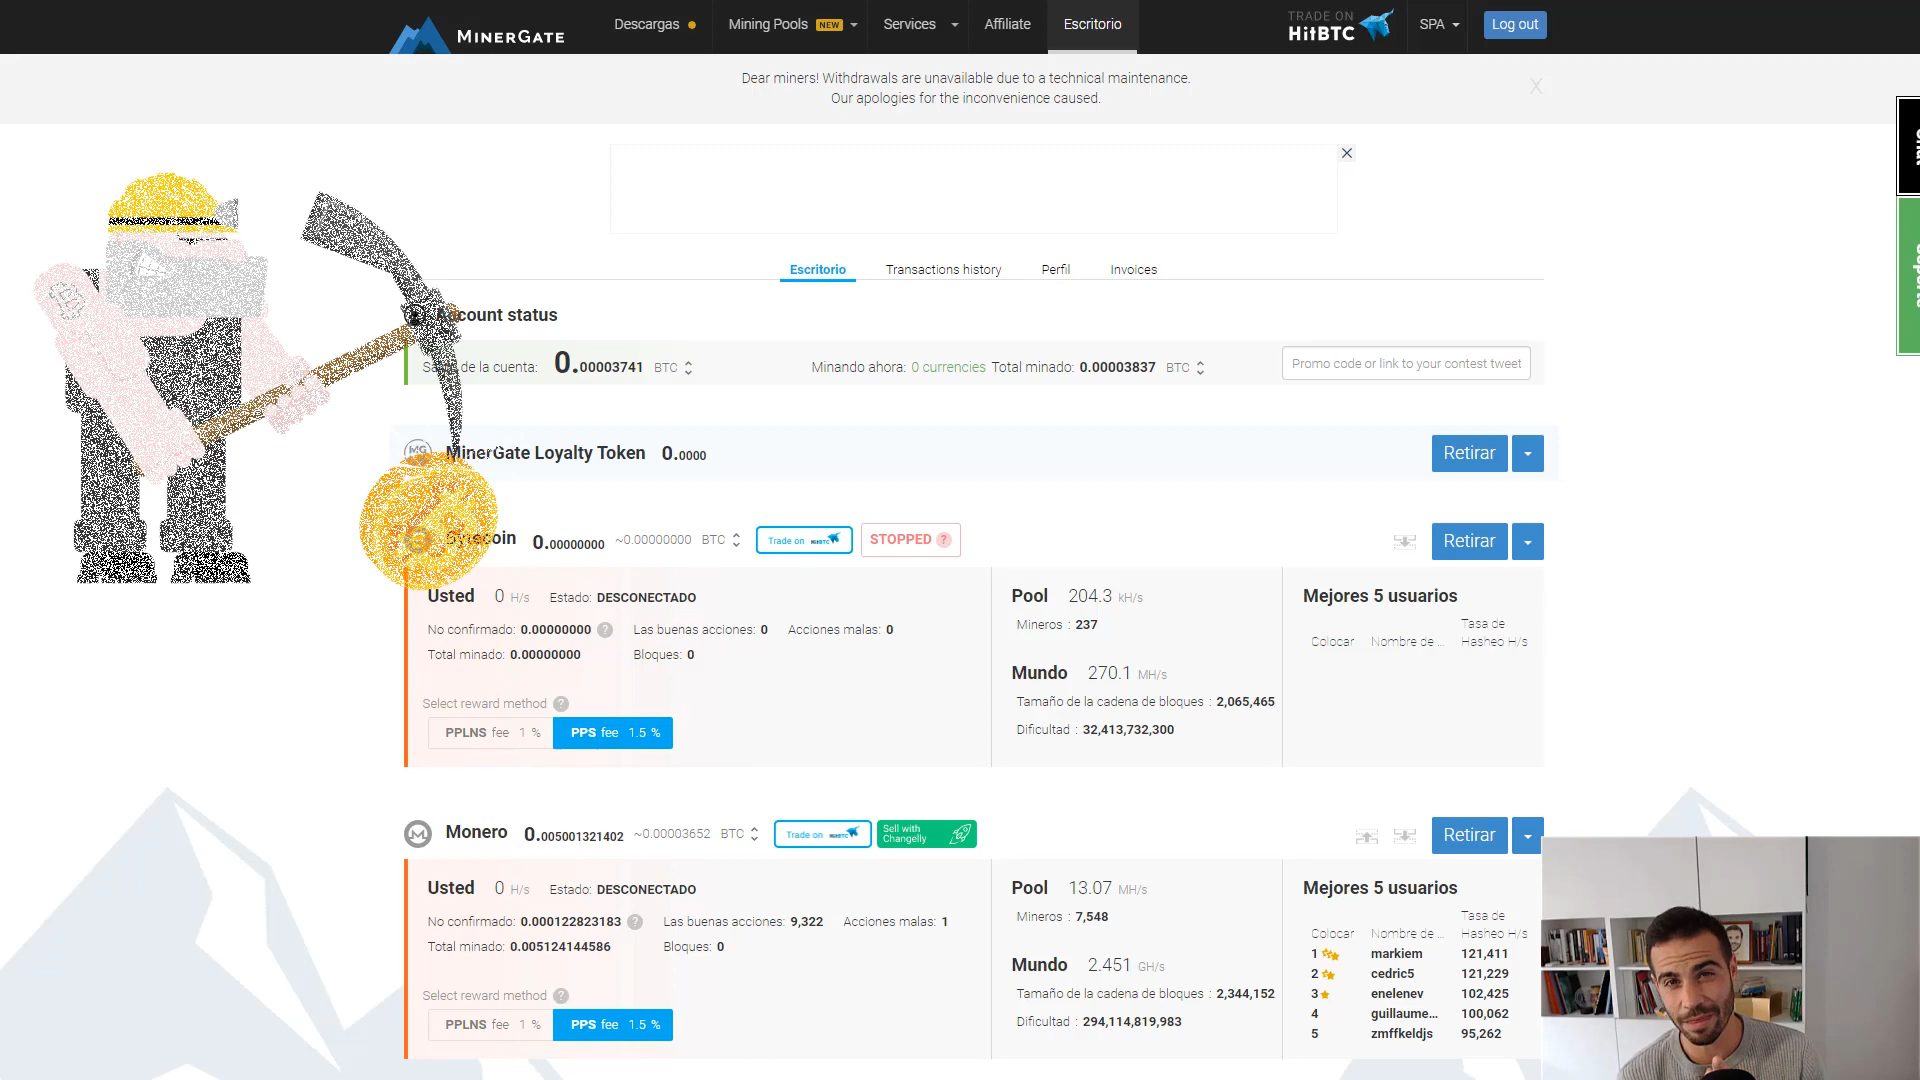 MINERGATE
Descargas
Mining Pools NEW
Services
Affiliate
Escritorio
TRADE ON
HitBTC
SPA
Log out
Dear miners! Withdrawals are unavailable due to a technical maintenance.
Our apologies for the inconvenience caused.
X
Escritorio Transactions history Perfil Invoices
Account status
de la cuenta: 0.00003741 BTC
Minando ahora: 0 currencies Total minado: 0.00003837 BTC
Promo code or link to your contest tweet
MinerGate Loyalty Token 0.0000
Retirar
Bytecoin 0.00000000 ~0.00000000 BTC
Trade on HitBTC
STOPPED ?
Retirar
Usted 0 H/s Estado: DESCONECTADO
No confirmado: 0.00000000 ? Las buenas acciones: 0 Acciones malas: 0
Total minado: 0.00000000 Bloques: 0
Select reward method ?
PPLNS fee 1 % PPS fee 1.5 %
Pool 204.3 kH/s
Mineros : 237
Mundo 270.1 MH/s
Tamaño de la cadena de bloques : 2,065,465
Dificultad : 32,413,732,300
Mejores 5 usuarios
Colocar Nombre de ... Tasa de
Hasheo H/s
Monero 0.005001321402 ~0.00003652 BTC
Trade on HitBTC
Sell with
Changelly
Retirar
Usted 0 H/s Estado: DESCONECTADO
No confirmado: 0.000122823183 ? Las buenas acciones: 9,322 Acciones malas: 1
Total minado: 0.005124144586 Bloques: 0
Select reward method ?
PPLNS fee 1 % PPS fee 1.5 %
Pool 13.07 MH/s
Mineros : 7,548
Mundo 2.451 GH/s
Tamaño de la cadena de bloques : 2,344,152
Dificultad : 294,114,819,983
Mejores 5 usuarios
Colocar Nombre de ... Tasa de
Hasheo H/s
1 markiem 121,411
2 cedric5 121,229
3 enelenev 102,425
4 guillaume... 100,062
5 zmffkeldjs 95,262